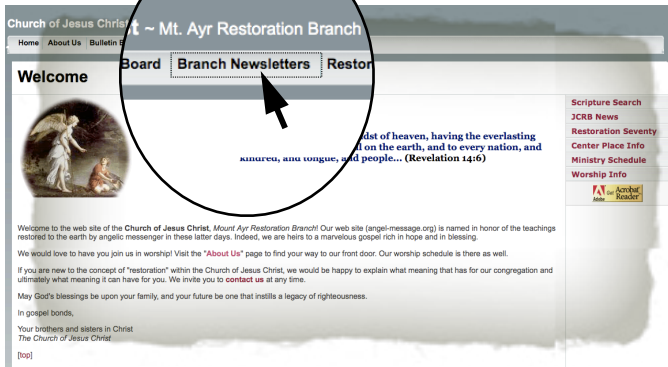 Church of Jesus Christ ~ Mt. Ayr Restoration Branch
Home About Us Bulletin Board Branch Newsletters Restor
Welcome
dst of heaven, having the everlasting
l on the earth, and to every nation, and
kindred, and tongue, and people... (Revelation 14:6)
Scripture Search
JCRB News
Restoration Seventy
Center Place Info
Ministry Schedule
Worship Info
Get Acrobat Reader
Adobe
Welcome to the web site of the Church of Jesus Christ, Mount Ayr Restoration Branch! Our web site (angel-message.org) is named in honor of the teachings
restored to the earth by angelic messenger in these latter days. Indeed, we are heirs to a marvelous gospel rich in hope and in blessing.
We would love to have you join us in worship! Visit the "About Us" page to find your way to our front door. Our worship schedule is there as well.
If you are new to the concept of "restoration" within the Church of Jesus Christ, we would be happy to explain what meaning that has for our congregation and
ultimately what meaning it can have for you. We invite you to contact us at any time.
May God's blessings be upon your family, and your future be one that instills a legacy of righteousness.
In gospel bonds,
Your brothers and sisters in Christ
The Church of Jesus Christ
[top]